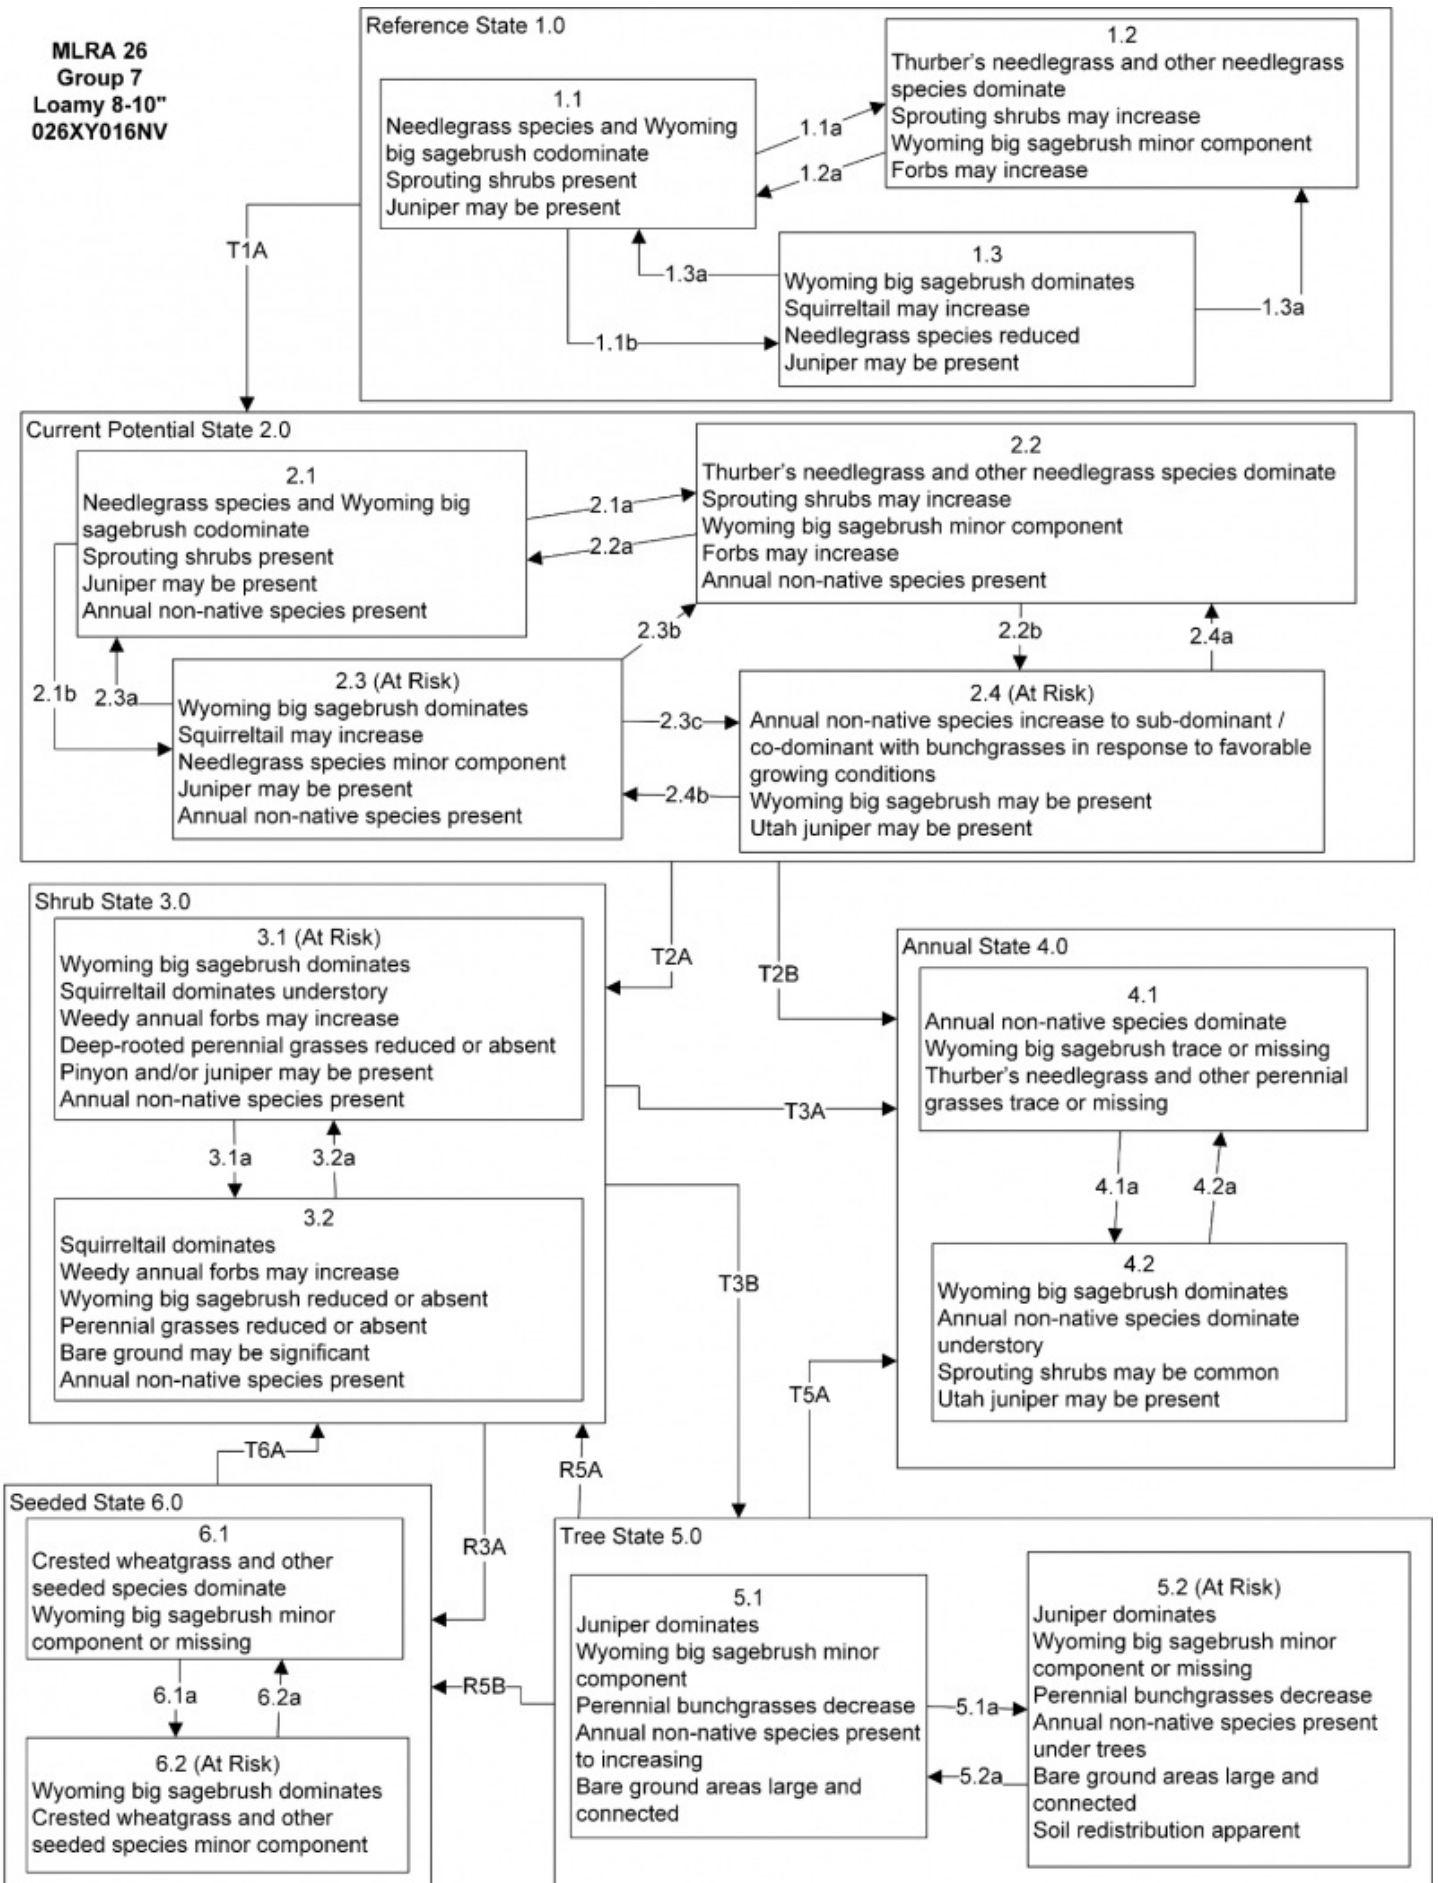 MLRA 26
Group 7
Loamy 8-10"
026XY016NV
Reference State 1.0
1.1
Needlegrass species and Wyoming
big sagebrush codominate
Sprouting shrubs present
Juniper may be present
1.1a
1.2a
1.2
Thurber's needlegrass and other needlegrass
species dominate
Sprouting shrubs may increase
Wyoming big sagebrush minor component
Forbs may increase
1.3a
1.1b
1.3
Wyoming big sagebrush dominates
Squirreltail may increase
Needlegrass species reduced
Juniper may be present
1.3a
T1A
Current Potential State 2.0
2.1
Needlegrass species and Wyoming big
sagebrush codominate
Sprouting shrubs present
Juniper may be present
Annual non-native species present
2.1a
2.2a
2.2
Thurber's needlegrass and other needlegrass species dominate
Sprouting shrubs may increase
Wyoming big sagebrush minor component
Forbs may increase
Annual non-native species present
2.1b
2.3a
2.3b
2.2b
2.4a
2.3 (At Risk)
Wyoming big sagebrush dominates
Squirreltail may increase
Needlegrass species minor component
Juniper may be present
Annual non-native species present
2.3c
2.4b
2.4 (At Risk)
Annual non-native species increase to sub-dominant /
co-dominant with bunchgrasses in response to favorable
growing conditions
Wyoming big sagebrush may be present
Utah juniper may be present
T2A
T2B
Shrub State 3.0
3.1 (At Risk)
Wyoming big sagebrush dominates
Squirreltail dominates understory
Weedy annual forbs may increase
Deep-rooted perennial grasses reduced or absent
Pinyon and/or juniper may be present
Annual non-native species present
3.1a
3.2a
3.2
Squirreltail dominates
Weedy annual forbs may increase
Wyoming big sagebrush reduced or absent
Perennial grasses reduced or absent
Bare ground may be significant
Annual non-native species present
T3A
T3B
Annual State 4.0
4.1
Annual non-native species dominate
Wyoming big sagebrush trace or missing
Thurber's needlegrass and other perennial
grasses trace or missing
4.1a
4.2a
4.2
Wyoming big sagebrush dominates
Annual non-native species dominate
understory
Sprouting shrubs may be common
Utah juniper may be present
T5A
T6A
R5A
R3A
R5B
Seeded State 6.0
6.1
Crested wheatgrass and other
seeded species dominate
Wyoming big sagebrush minor
component or missing
6.1a
6.2a
6.2 (At Risk)
Wyoming big sagebrush dominates
Crested wheatgrass and other
seeded species minor component
Tree State 5.0
5.1
Juniper dominates
Wyoming big sagebrush minor
component
Perennial bunchgrasses decrease
Annual non-native species present
to increasing
Bare ground areas large and
connected
5.1a
5.2a
5.2 (At Risk)
Juniper dominates
Wyoming big sagebrush minor
component or missing
Perennial bunchgrasses decrease
Annual non-native species present
under trees
Bare ground areas large and
connected
Soil redistribution apparent